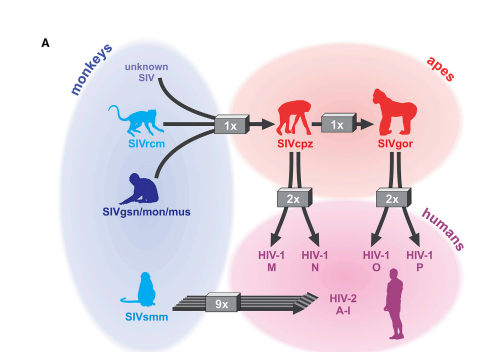 A
monkeys
apes
humans
unknown
SIV
SIVrcm
1x
SIVcpz
1x
SIVgor
SIVgsn/mon/mus
2x
2x
HIV-1
M
HIV-1
N
HIV-1
O
HIV-1
P
SIVsmm
9x
HIV-2
A-I